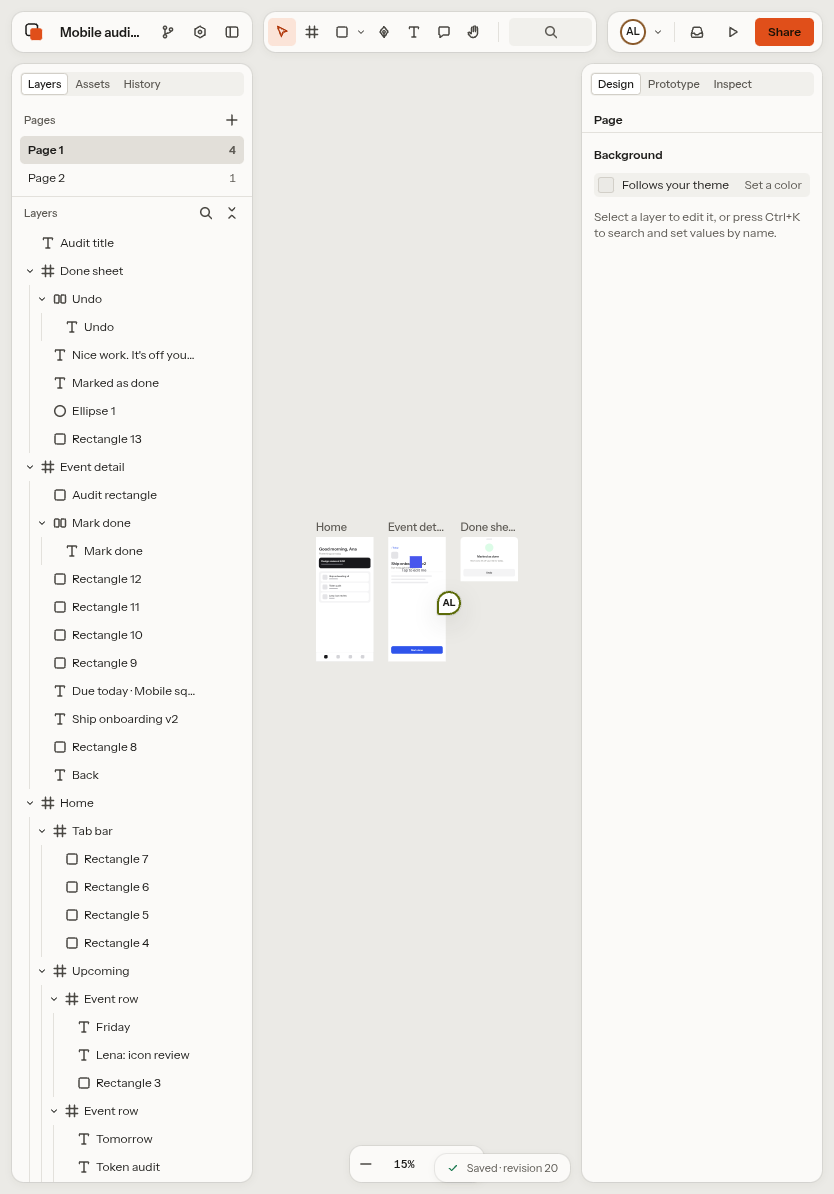 Mobile audi...
AL
Share
Layers
Assets
History
Pages
Page 1
4
Page 2
1
Layers
Audit title
Done sheet
Undo
Undo
Nice work. It's off you...
Marked as done
Ellipse 1
Rectangle 13
Event detail
Audit rectangle
Mark done
Mark done
Rectangle 12
Rectangle 11
Rectangle 10
Rectangle 9
Due today · Mobile sq...
Ship onboarding v2
Rectangle 8
Back
Home
Tab bar
Rectangle 7
Rectangle 6
Rectangle 5
Rectangle 4
Upcoming
Event row
Friday
Lena: icon review
Rectangle 3
Event row
Tomorrow
Token audit
Home
Event det...
Done she...
Good morning, Ana
AL
15%
Saved · revision 20
Design
Prototype
Inspect
Page
Background
Follows your theme
Set a color
Select a layer to edit it, or press Ctrl+K
to search and set values by name.